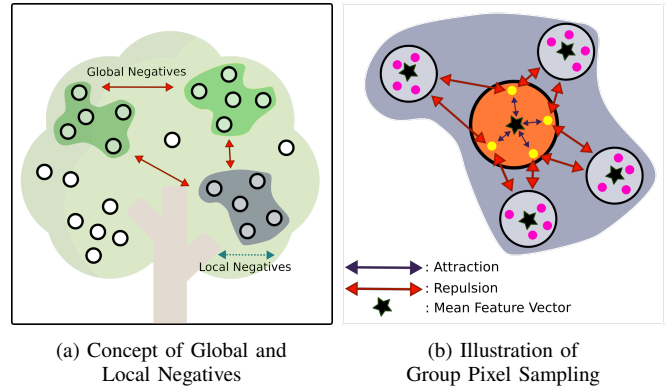 Global Negatives
Local Negatives
: Attraction
: Repulsion
: Mean Feature Vector
(a) Concept of Global and
Local Negatives
(b) Illustration of
Group Pixel Sampling